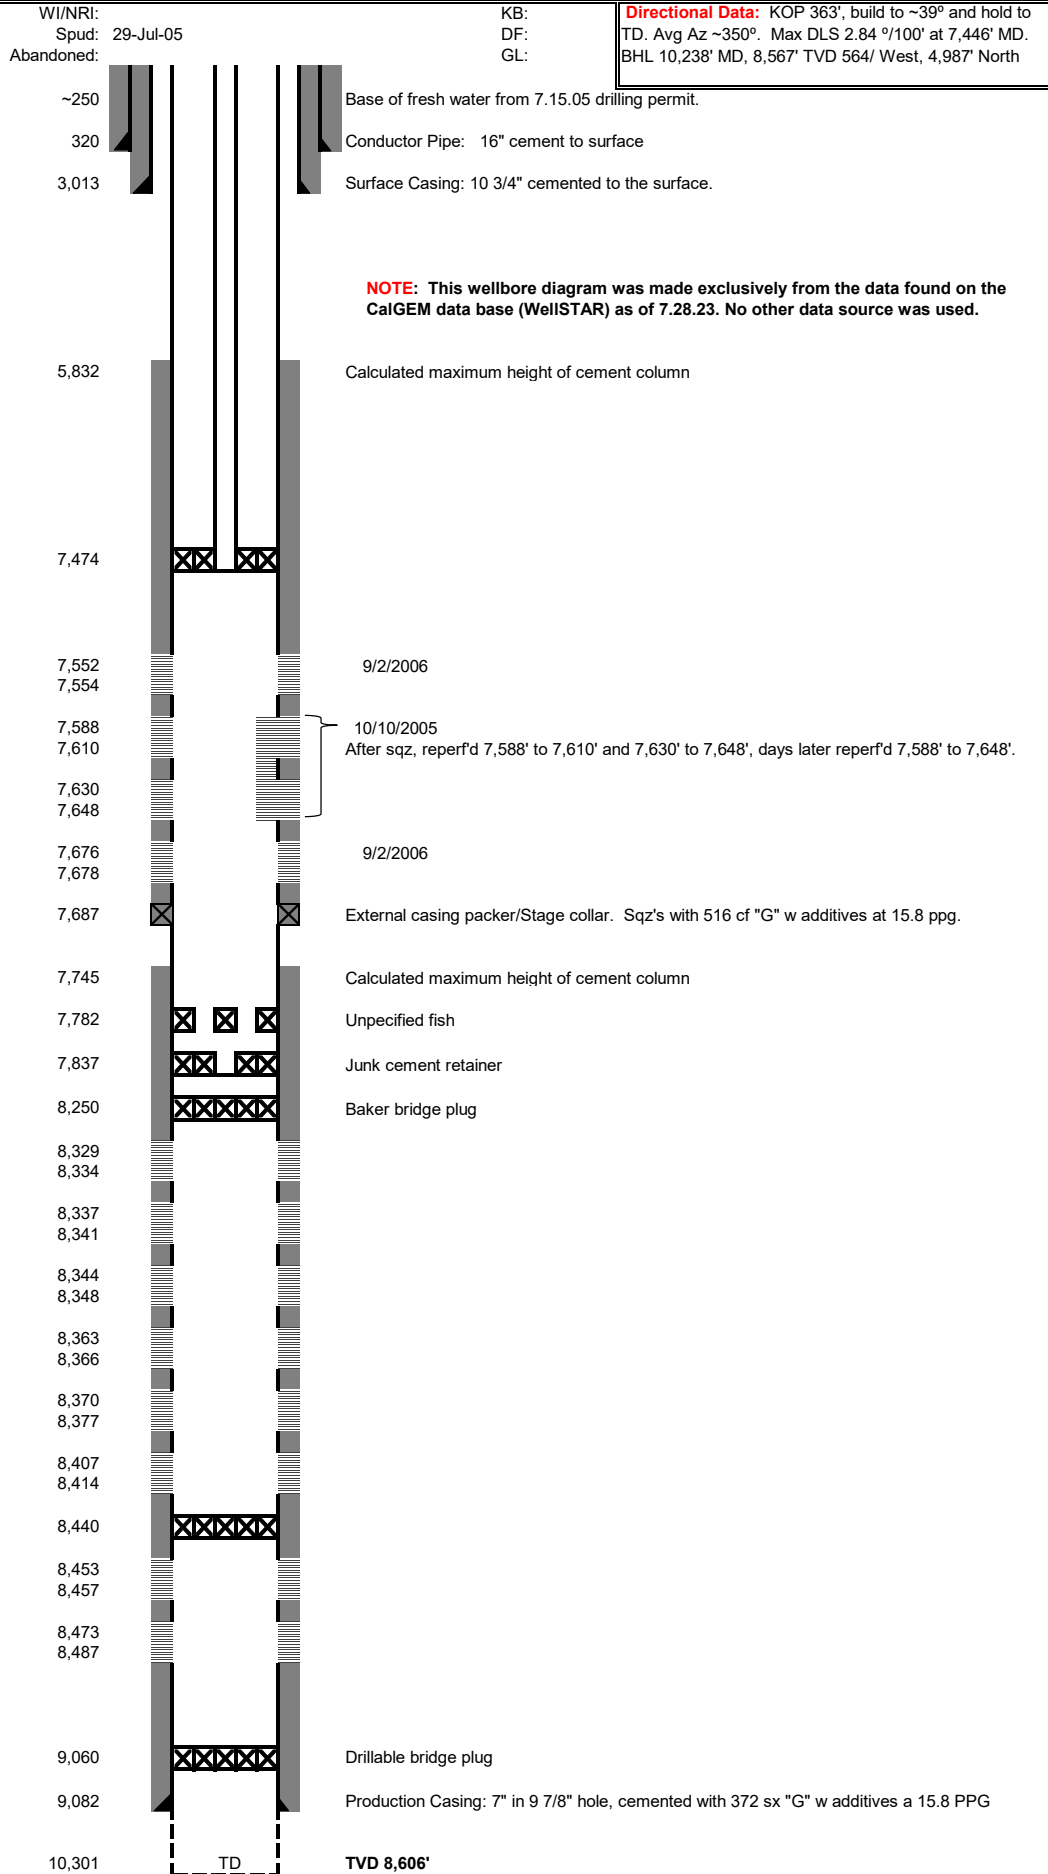 WI/NRI: KB: Directional Data: KOP 363', build to ~39º and hold to
Spud: 29-Jul-05 DF: TD. Avg Az ~350º. Max DLS 2.84 º/100' at 7,446' MD.
Abandoned: GL: BHL 10,238' MD, 8,567' TVD 564/ West, 4,987' North
~250 Base of fresh water from 7.15.05 drilling permit.
320 Conductor Pipe: 16" cement to surface
3,013 Surface Casing: 10 3/4" cemented to the surface.
NOTE: This wellbore diagram was made exclusively from the data found on the
CalGEM data base (WellSTAR) as of 7.28.23. No other data source was used.
5,832 Calculated maximum height of cement column
7,474
7,552 9/2/2006
7,554
7,588 10/10/2005
7,610 After sqz, reperf'd 7,588' to 7,610' and 7,630' to 7,648', days later reperf'd 7,588' to 7,648'.
7,630
7,648
7,676 9/2/2006
7,678
7,687 External casing packer/Stage collar. Sqz's with 516 cf "G" w additives at 15.8 ppg.
7,745 Calculated maximum height of cement column
7,782 Unpecified fish
7,837 Junk cement retainer
8,250 Baker bridge plug
8,329
8,334
8,337
8,341
8,344
8,348
8,363
8,366
8,370
8,377
8,407
8,414
8,440
8,453
8,457
8,473
8,487
9,060 Drillable bridge plug
9,082 Production Casing: 7" in 9 7/8" hole, cemented with 372 sx "G" w additives a 15.8 PPG
10,301 TD TVD 8,606'